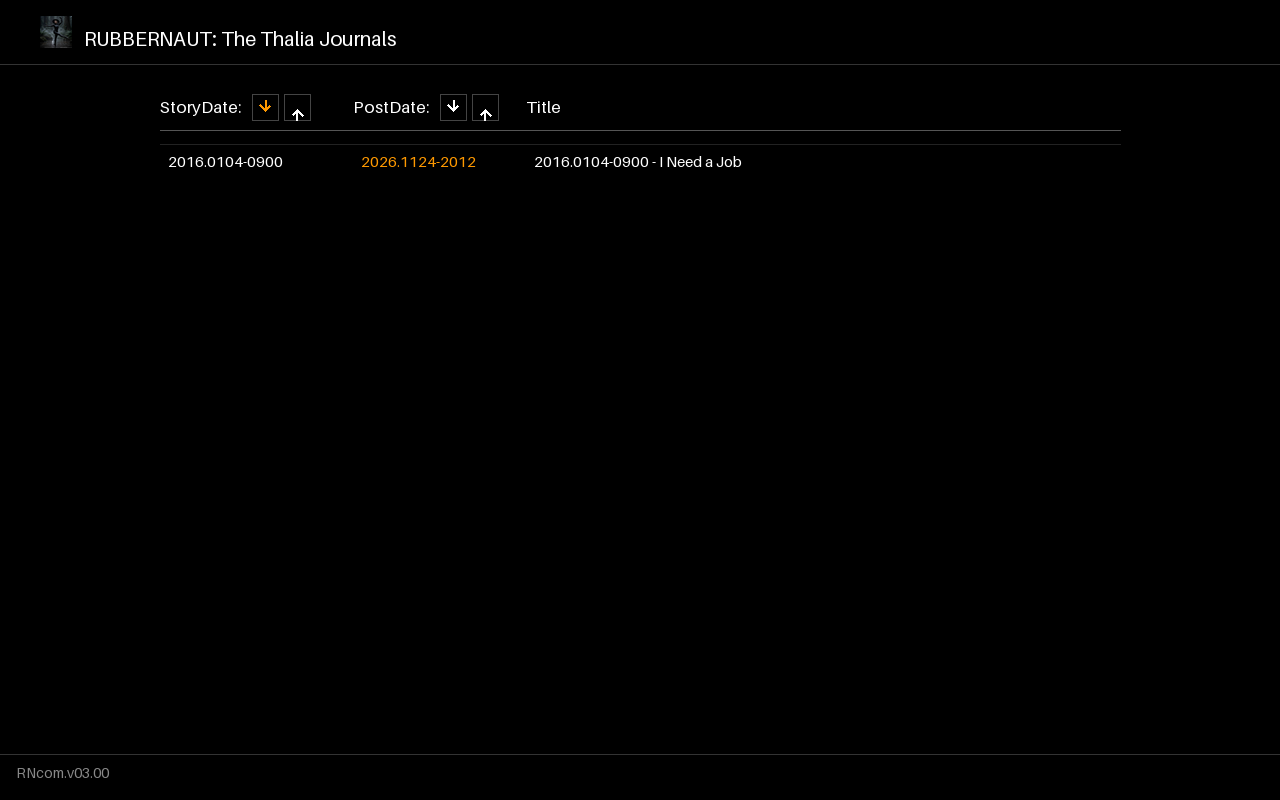 RUBBERNAUT: The Thalia Journals
StoryDate: PostDate: Title
2016.0104-0900 2026.1124-2012 2016.0104-0900 - I Need a Job
RNcom.v03.00